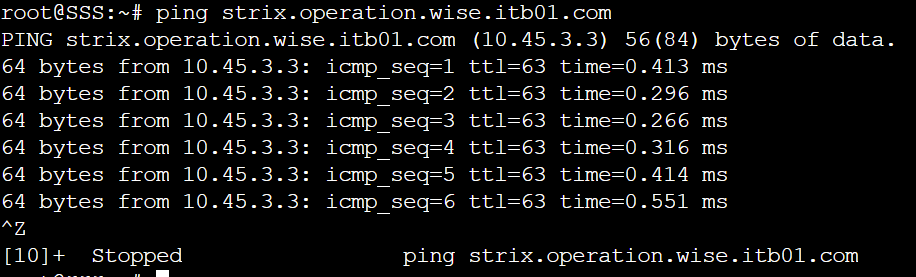 root@SSS:~# ping strix.operation.wise.itb01.com
PING strix.operation.wise.itb01.com (10.45.3.3) 56(84) bytes of data.
64 bytes from 10.45.3.3: icmp_seq=1 ttl=63 time=0.413 ms
64 bytes from 10.45.3.3: icmp_seq=2 ttl=63 time=0.296 ms
64 bytes from 10.45.3.3: icmp_seq=3 ttl=63 time=0.266 ms
64 bytes from 10.45.3.3: icmp_seq=4 ttl=63 time=0.316 ms
64 bytes from 10.45.3.3: icmp_seq=5 ttl=63 time=0.414 ms
64 bytes from 10.45.3.3: icmp_seq=6 ttl=63 time=0.551 ms
^Z
[10]+  Stopped                 ping strix.operation.wise.itb01.com